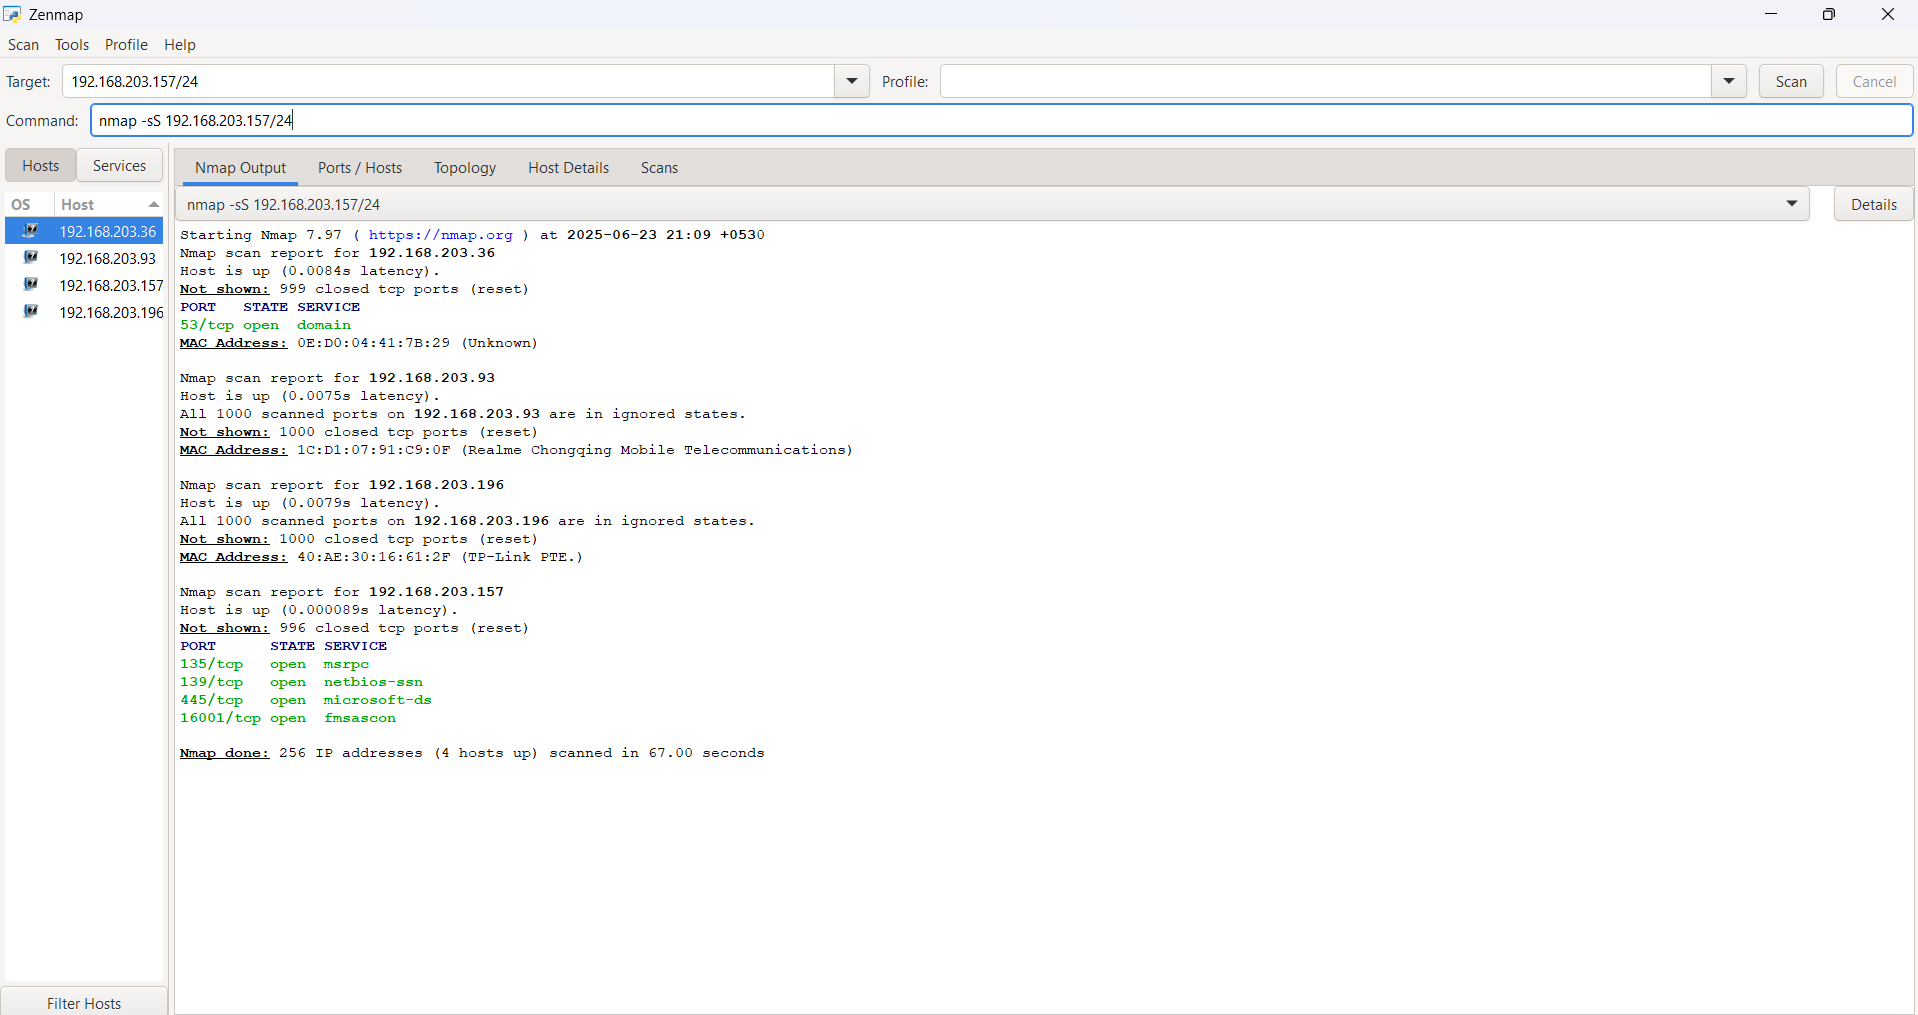 Zenmap
Scan Tools Profile Help
Target: 192.168.203.157/24 Profile: Scan Cancel
Command: nmap -sS 192.168.203.157/24
Hosts Services
OS Host
192.168.203.36
192.168.203.93
192.168.203.157
192.168.203.196
Filter Hosts
Nmap Output Ports / Hosts Topology Host Details Scans
nmap -sS 192.168.203.157/24 Details
Starting Nmap 7.97 ( https://nmap.org ) at 2025-06-23 21:09 +0530
Nmap scan report for 192.168.203.36
Host is up (0.0084s latency).
Not shown: 999 closed tcp ports (reset)
PORT   STATE SERVICE
53/tcp open  domain
MAC Address: 0E:D0:04:41:7B:29 (Unknown)

Nmap scan report for 192.168.203.93
Host is up (0.0075s latency).
All 1000 scanned ports on 192.168.203.93 are in ignored states.
Not shown: 1000 closed tcp ports (reset)
MAC Address: 1C:D1:07:91:C9:0F (Realme Chongqing Mobile Telecommunications)

Nmap scan report for 192.168.203.196
Host is up (0.0079s latency).
All 1000 scanned ports on 192.168.203.196 are in ignored states.
Not shown: 1000 closed tcp ports (reset)
MAC Address: 40:AE:30:16:61:2F (TP-Link PTE.)

Nmap scan report for 192.168.203.157
Host is up (0.000089s latency).
Not shown: 996 closed tcp ports (reset)
PORT      STATE SERVICE
135/tcp   open  msrpc
139/tcp   open  netbios-ssn
445/tcp   open  microsoft-ds
16001/tcp open  fmsascon

Nmap done: 256 IP addresses (4 hosts up) scanned in 67.00 seconds